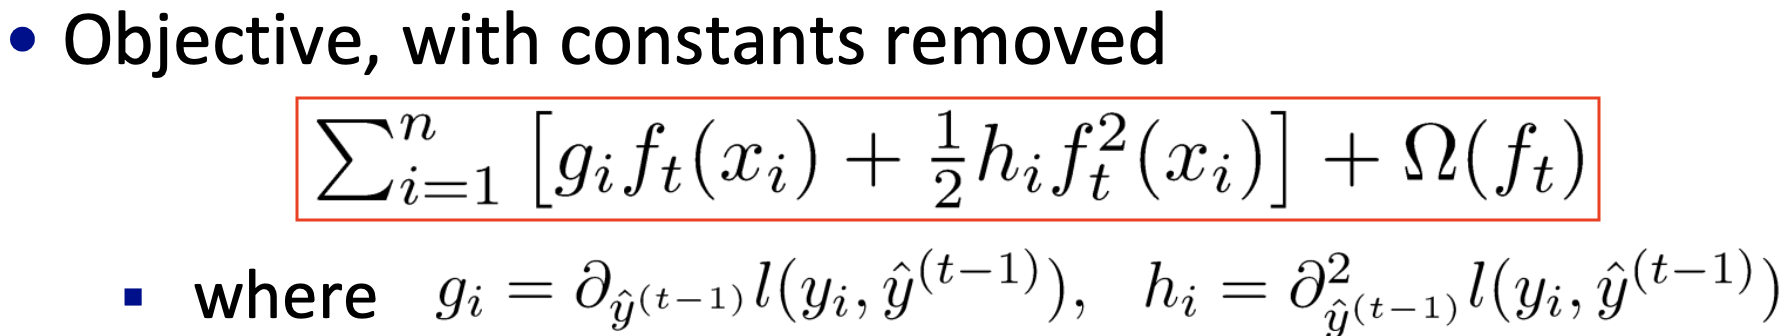 • Objective, with constants removed
$\sum_{i=1}^{n} \left[ g_i f_t(x_i) + \frac{1}{2} h_i f_t^2(x_i) \right] + \Omega(f_t)$
▪ where $g_i = \partial_{\hat{y}^{(t-1)}} l(y_i, \hat{y}^{(t-1)}), \quad h_i = \partial^2_{\hat{y}^{(t-1)}} l(y_i, \hat{y}^{(t-1)})$